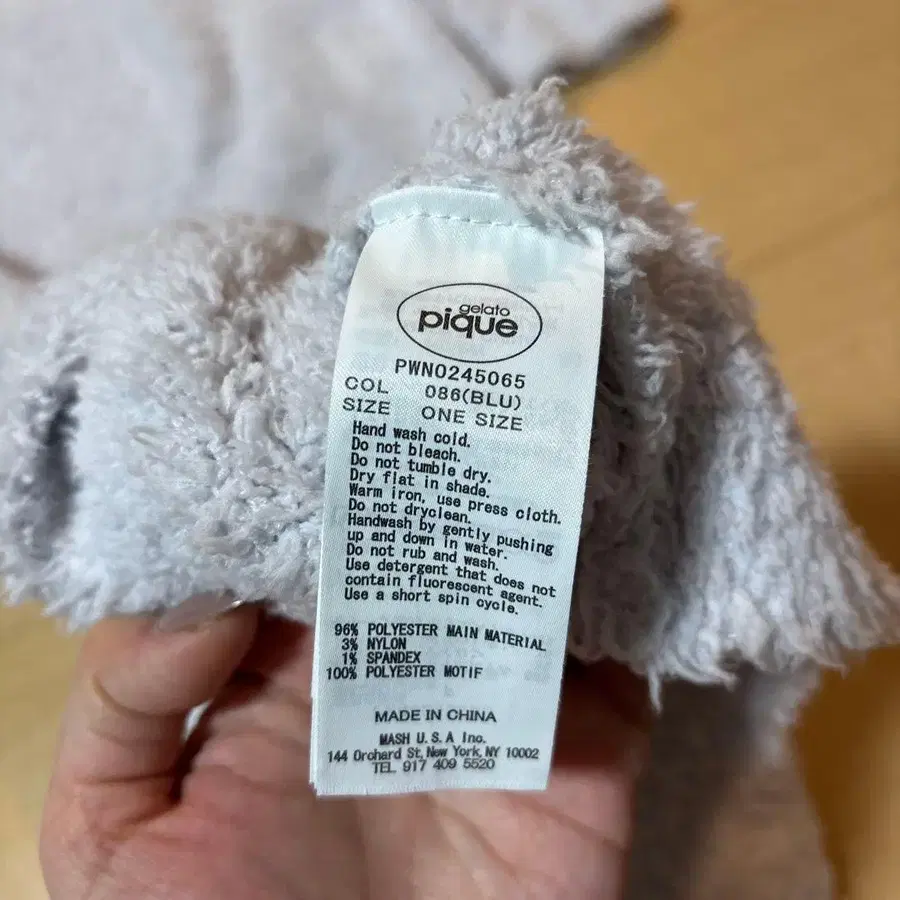 gelato
pique
PWNO245065
COL 086(BLU)
SIZE ONE SIZE
Hand wash cold.
Do not bleach.
Do not tumble dry.
Dry flat in shade.
Warm iron, use press cloth.
Do not dryclean.
Handwash by gently pushing
up and down in water.
Do not rub and wash.
Use detergent that does not
contain fluorescent agent.
Use a short spin cycle.
96% POLYESTER MAIN MATERIAL
3% NYLON
1% SPANDEX
100% POLYESTER MOTIF
MADE IN CHINA
MASH U.S.A Inc.
144 Orchard St, New York, NY 10002
TEL 917 409 5520